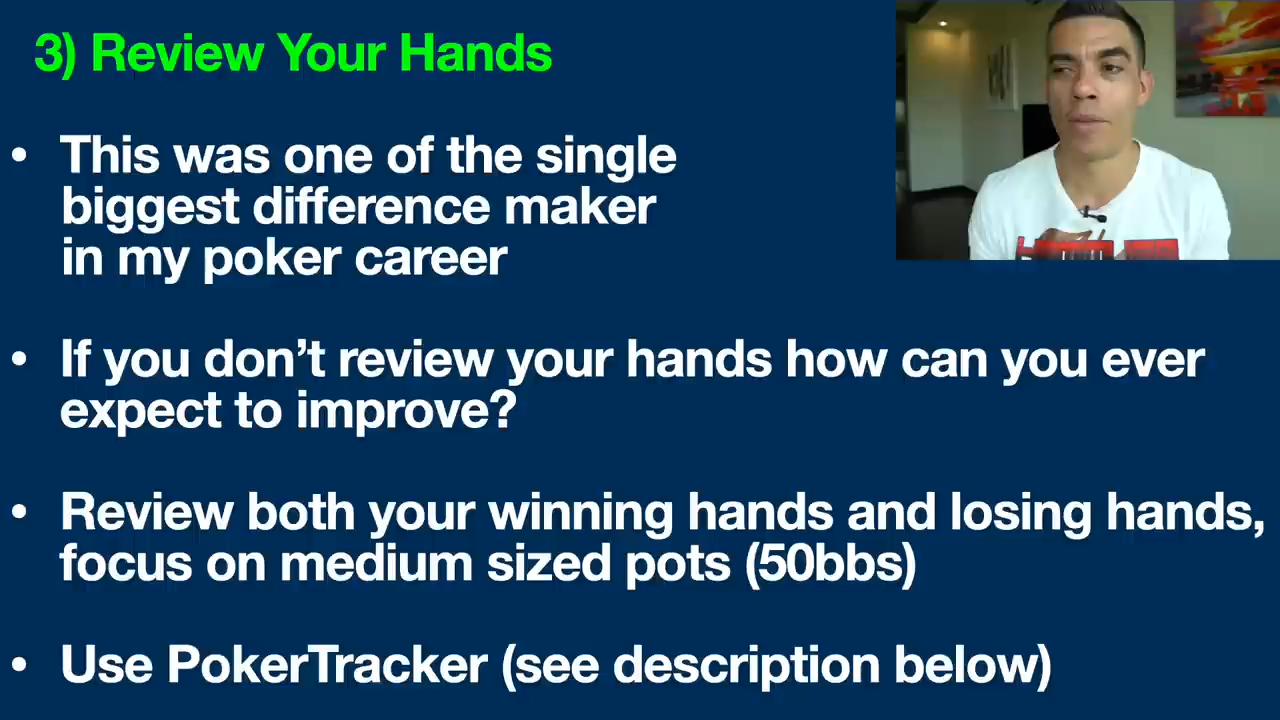 3) Review Your Hands
• This was one of the single
biggest difference maker
in my poker career
• If you don’t review your hands how can you ever
expect to improve?
• Review both your winning hands and losing hands,
focus on medium sized pots (50bbs)
• Use PokerTracker (see description below)